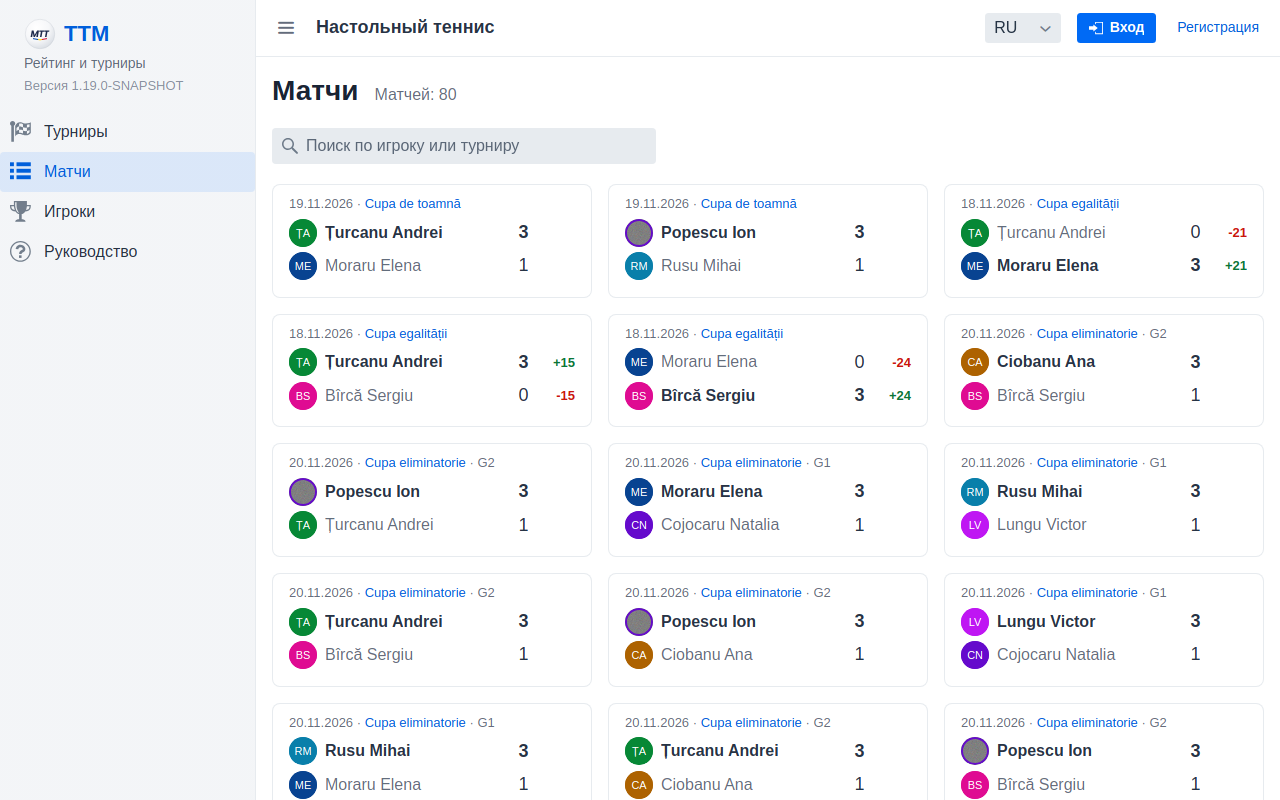 MTT TTM
Рейтинг и турниры
Версия 1.19.0-SNAPSHOT
Турниры
Матчи
Игроки
Руководство
Настольный теннис
RU
Вход
Регистрация
Матчи Матчей: 80
Поиск по игроку или турниру
19.11.2026 · Cupa de toamnă
ȚA Țurcanu Andrei 3
ME Moraru Elena 1
19.11.2026 · Cupa de toamnă
Popescu Ion 3
RM Rusu Mihai 1
18.11.2026 · Cupa egalității
ȚA Țurcanu Andrei 0 -21
ME Moraru Elena 3 +21
18.11.2026 · Cupa egalității
ȚA Țurcanu Andrei 3 +15
BS Bîrcă Sergiu 0 -15
18.11.2026 · Cupa egalității
ME Moraru Elena 0 -24
BS Bîrcă Sergiu 3 +24
20.11.2026 · Cupa eliminatorie · G2
CA Ciobanu Ana 3
BS Bîrcă Sergiu 1
20.11.2026 · Cupa eliminatorie · G2
Popescu Ion 3
ȚA Țurcanu Andrei 1
20.11.2026 · Cupa eliminatorie · G1
ME Moraru Elena 3
CN Cojocaru Natalia 1
20.11.2026 · Cupa eliminatorie · G1
RM Rusu Mihai 3
LV Lungu Victor 1
20.11.2026 · Cupa eliminatorie · G2
ȚA Țurcanu Andrei 3
BS Bîrcă Sergiu 1
20.11.2026 · Cupa eliminatorie · G2
Popescu Ion 3
CA Ciobanu Ana 1
20.11.2026 · Cupa eliminatorie · G1
LV Lungu Victor 3
CN Cojocaru Natalia 1
20.11.2026 · Cupa eliminatorie · G1
RM Rusu Mihai 3
ME Moraru Elena 1
20.11.2026 · Cupa eliminatorie · G2
ȚA Țurcanu Andrei 3
CA Ciobanu Ana 1
20.11.2026 · Cupa eliminatorie · G2
Popescu Ion 3
BS Bîrcă Sergiu 1